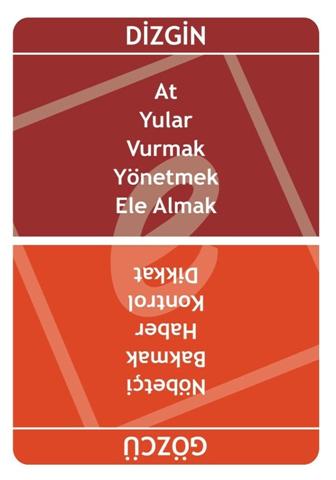 DİZGİN
At
Yular
Vurmak
Yönetmek
Ele Almak
GÖZCÜ
Nöbetçi
Bakmak
Haber
Kontrol
Dikkat